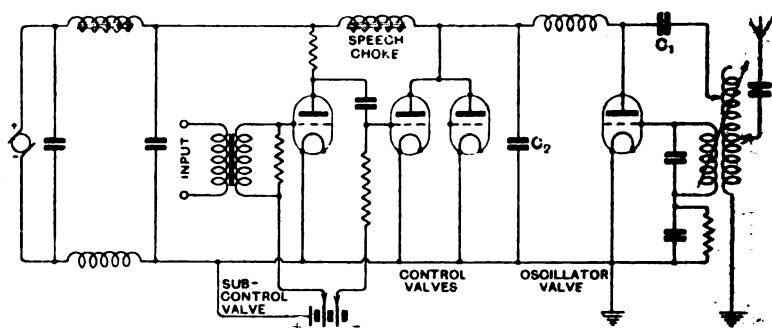 SPEECH
CHOKE
C1
+
-
INPUT
C2
SUB-
CONTROL
VALVE
CONTROL
VALVES
OSCILLATOR
VALVE
+
-